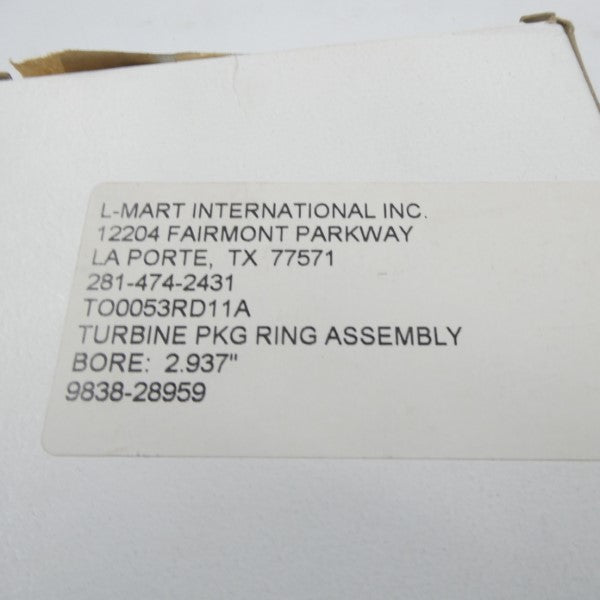 L-MART INTERNATIONAL INC.
12204 FAIRMONT PARKWAY
LA PORTE, TX 77571
281-474-2431
TO0053RD11A
TURBINE PKG RING ASSEMBLY
BORE: 2.937"
9838-28959